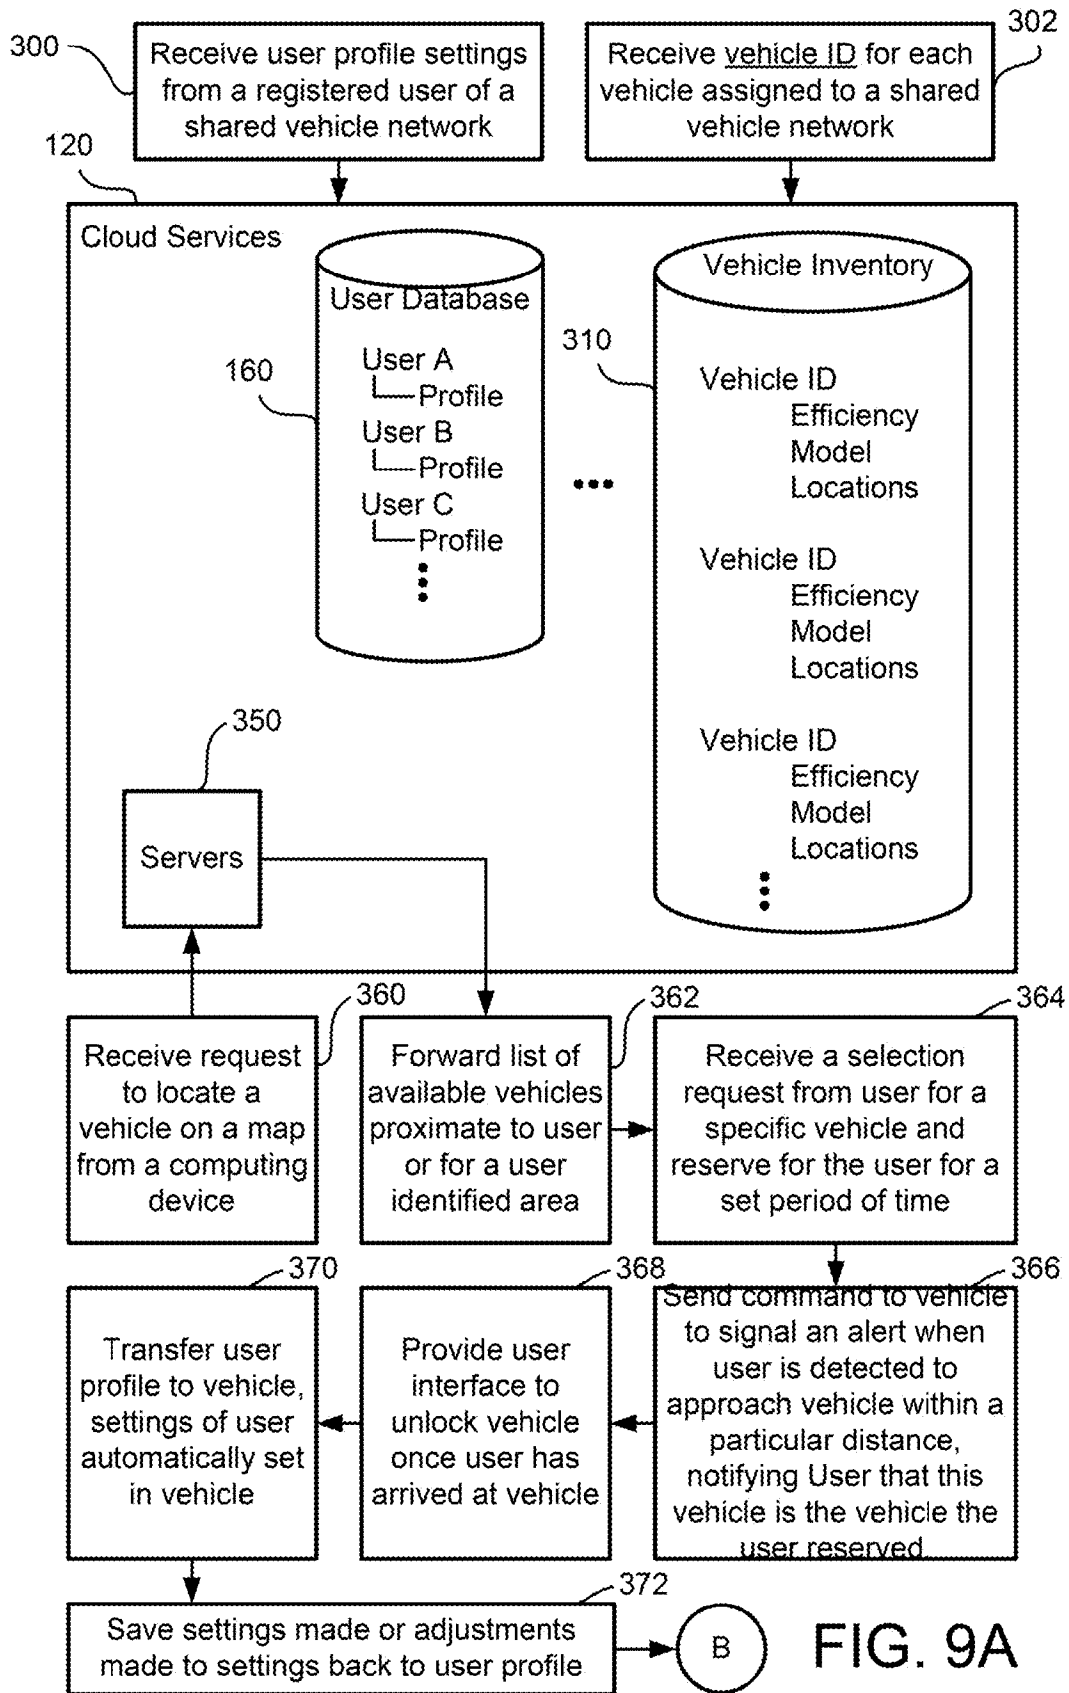 300
Receive user profile settings
from a registered user of a
shared vehicle network
Receive vehicle ID for each
vehicle assigned to a shared
vehicle network
302
120
Cloud Services
User Database
160
User A
Profile
User B
Profile
User C
Profile
Vehicle Inventory
310
Vehicle ID
Efficiency
Model
Locations
Vehicle ID
Efficiency
Model
Locations
Vehicle ID
Efficiency
Model
Locations
350
Servers
360
Receive request
to locate a
vehicle on a map
from a computing
device
362
Forward list of
available vehicles
proximate to user
or for a user
identified area
364
Receive a selection
request from user for a
specific vehicle and
reserve for the user for a
set period of time
366
Send command to vehicle
to signal an alert when
user is detected to
approach vehicle within a
particular distance,
notifying User that this
vehicle is the vehicle the
user reserved
368
Provide user
interface to
unlock vehicle
once user has
arrived at vehicle
370
Transfer user
profile to vehicle,
settings of user
automatically set
in vehicle
372
Save settings made or adjustments
made to settings back to user profile
B
FIG. 9A